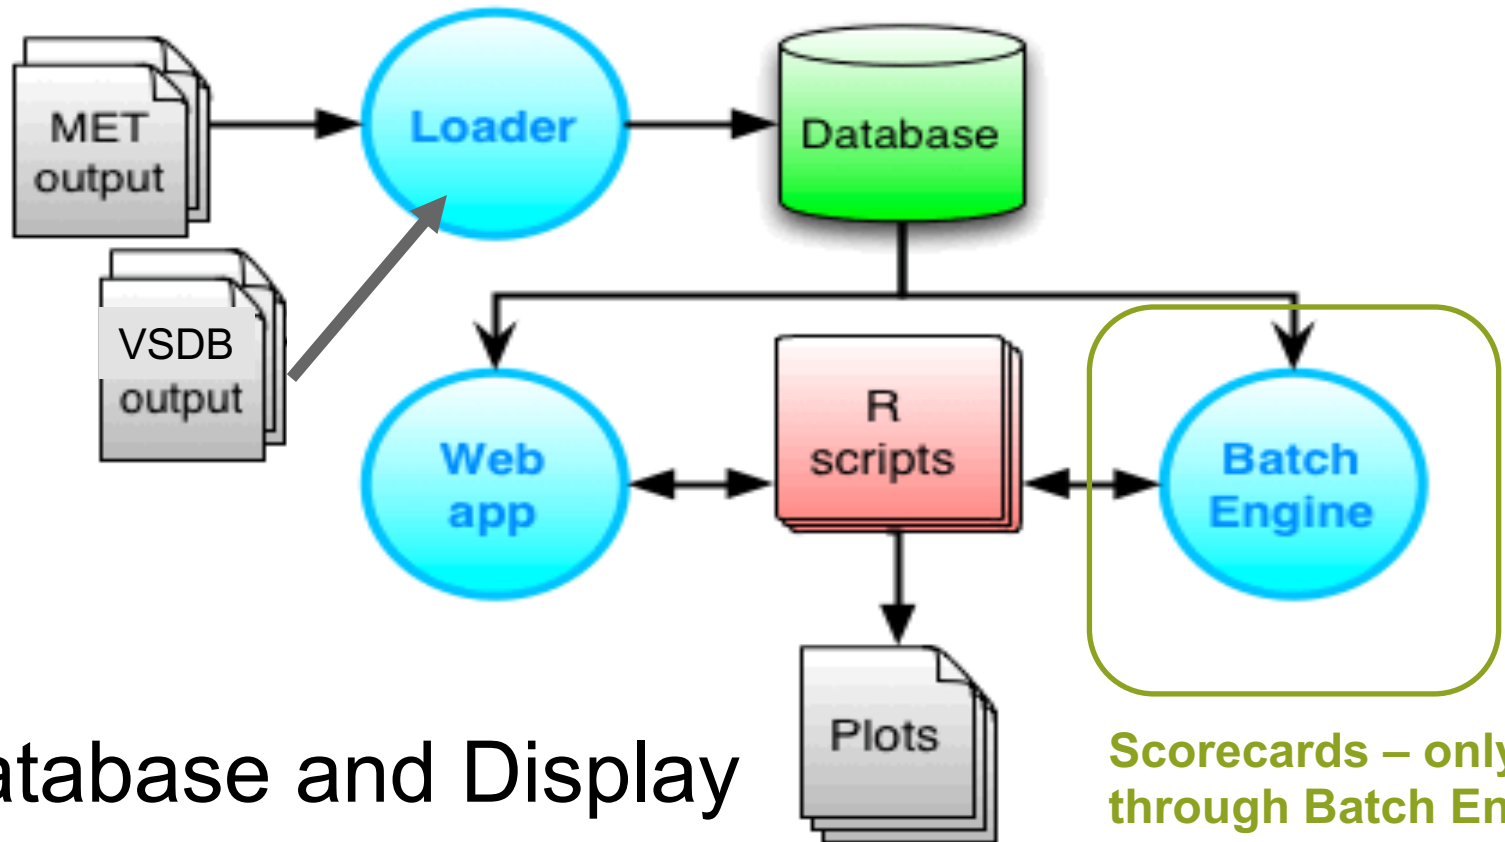 MET
output
Loader
Database
VSDB
output
Web
app
R
scripts
Batch
Engine
Plots
atabase and Display
Scorecards – only
through Batch En